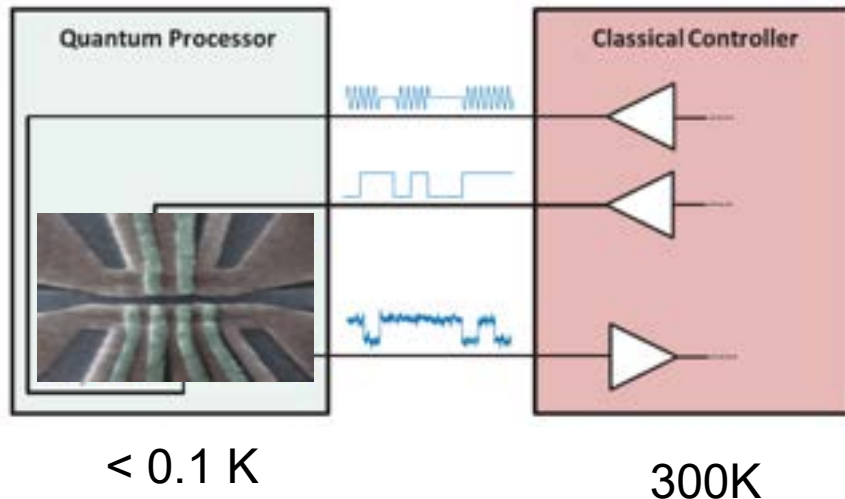 Quantum Processor
Classical Controller
< 0.1 K
300K